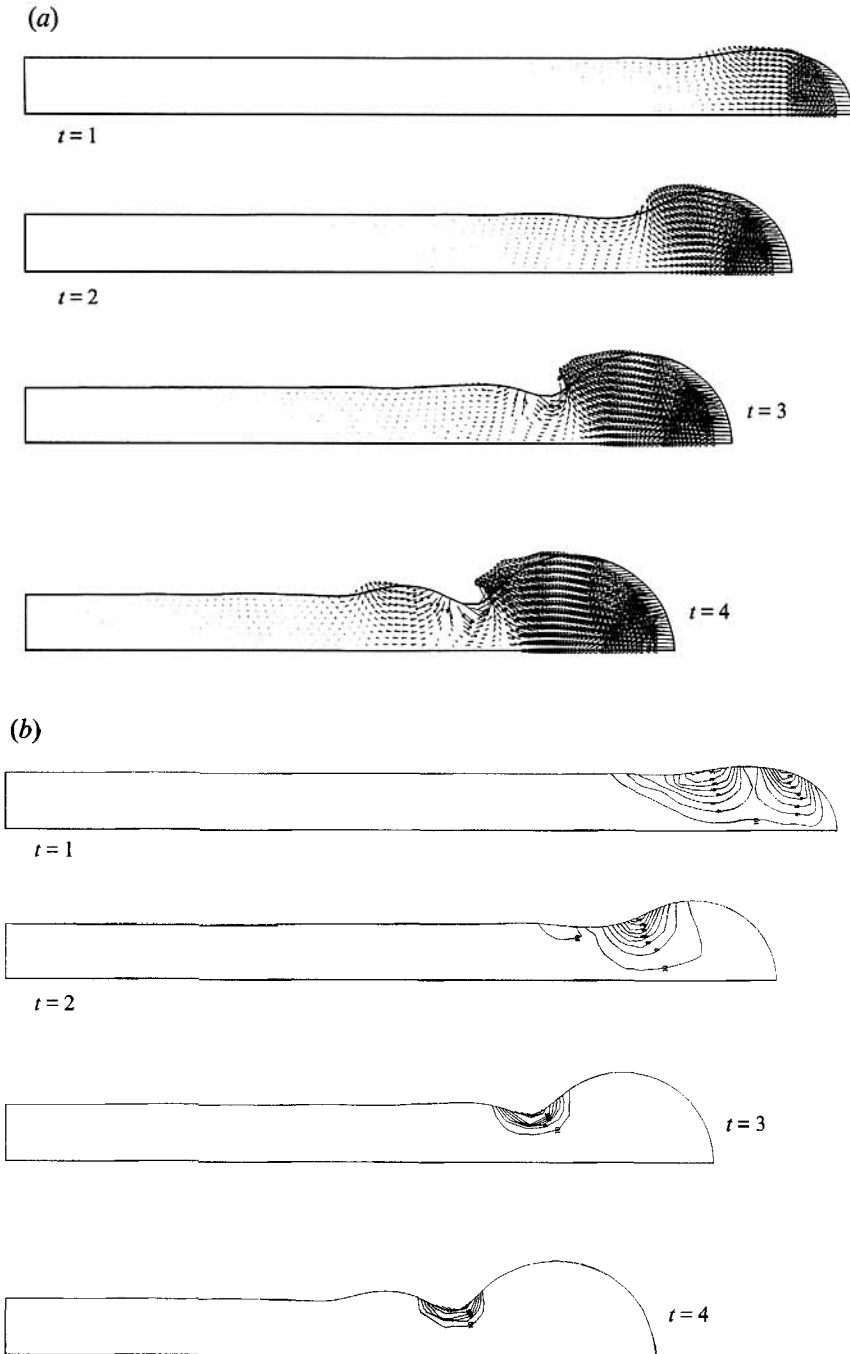 (a)
t = 1
t = 2
t = 3
t = 4
(b)
t = 1
t = 2
t = 3
t = 4